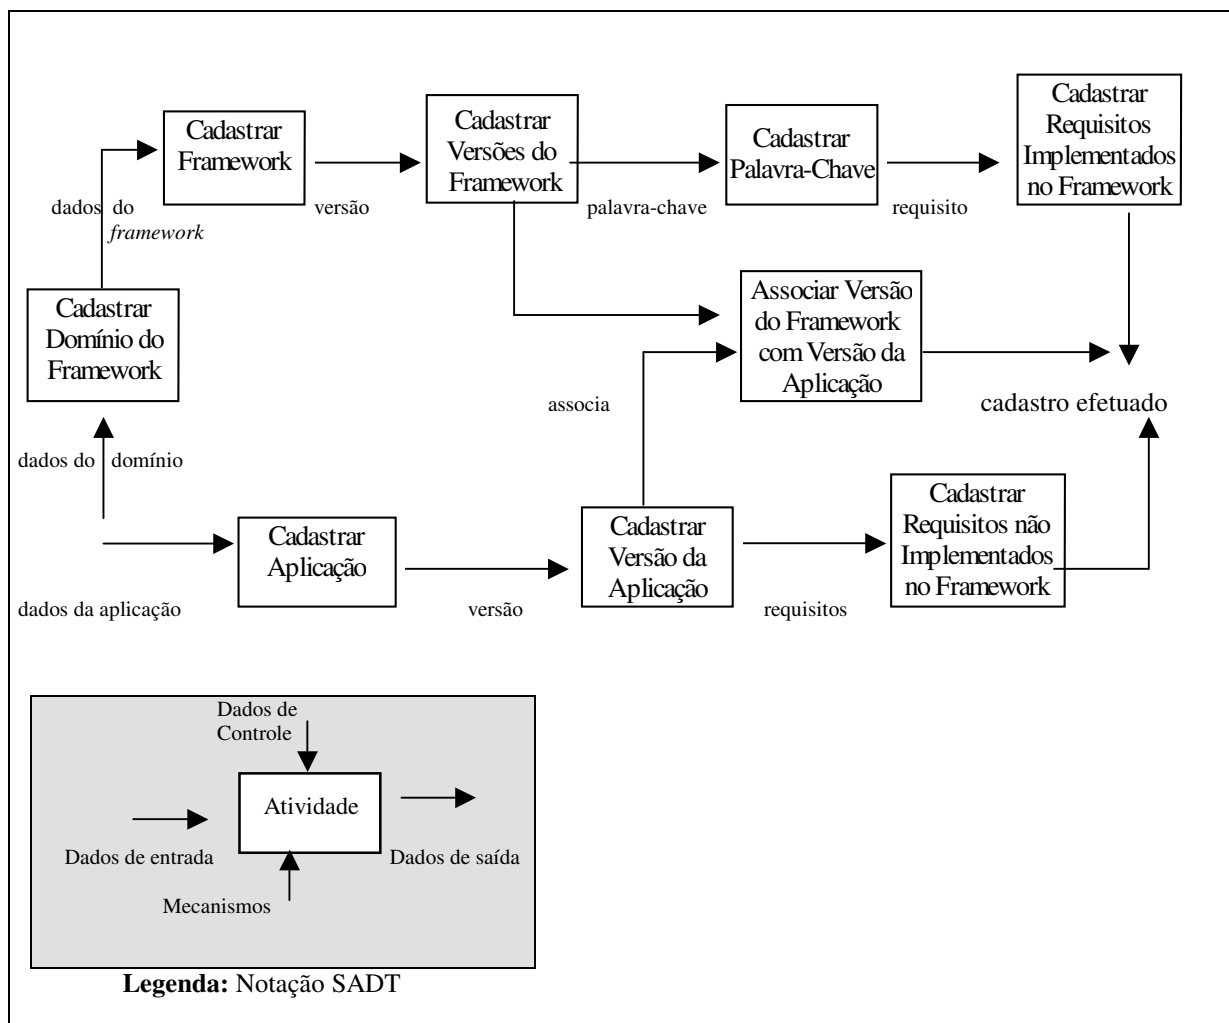 Cadastrar
Framework
Cadastrar
Versões do
Framework
Cadastrar
Palavra-Chave
Cadastrar
Requisitos
Implementados
no Framework
dados do
framework
versão
palavra-chave
requisito
Cadastrar
Domínio do
Framework
Associar Versão
do Framework
com Versão da
Aplicação
associa
cadastro efetuado
dados do domínio
Cadastrar
Aplicação
Cadastrar
Versão da
Aplicação
Cadastrar
Requisitos não
Implementados
no Framework
dados da aplicação
versão
requisitos
Dados de
Controle
Atividade
Dados de entrada
Dados de saída
Mecanismos
Legenda: Notação SADT